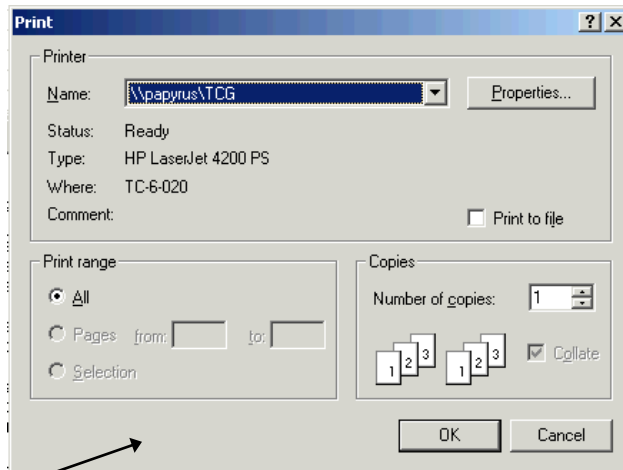 Print
Printer
Name: \\papyrus\TCG Properties...
Status: Ready
Type: HP LaserJet 4200 PS
Where: TC-6-020
Comment:
Print to file
Print range
All
Pages from: to:
Selection
Copies
Number of copies: 1
1 2 3 1 2 3
Collate
OK Cancel